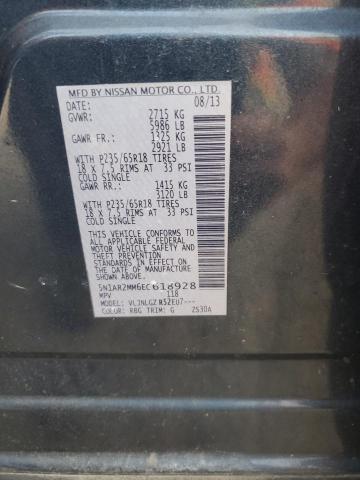 MFD BY NISSAN MOTOR CO., LTD.
DATE: 08/13
GVWR: 2715 KG
5986 LB
GAWR FR: 1325 KG
2921 LB
WITH P235/65R18 TIRES
18 X 7.5 RIMS AT 33 PSI
COLD SINGLE
GAWR RR: 1415 KG
3120 LB
WITH P235/65R18 TIRES
18 X 7.5 RIMS AT 33 PSI
COLD SINGLE
THIS VEHICLE CONFORMS TO
ALL APPLICABLE FEDERAL
MOTOR VEHICLE SAFETY
AND THEFT PREVENTION
STANDARDS IN EFFECT ON
THE DATE OF MANUFACTURE
SHOWN ABOVE.
5N1AR2MM6EC618928
MPV 118
MODEL: VLJNLGZ R52EU7---
COLOR: RBG TRIM: G ZS30A